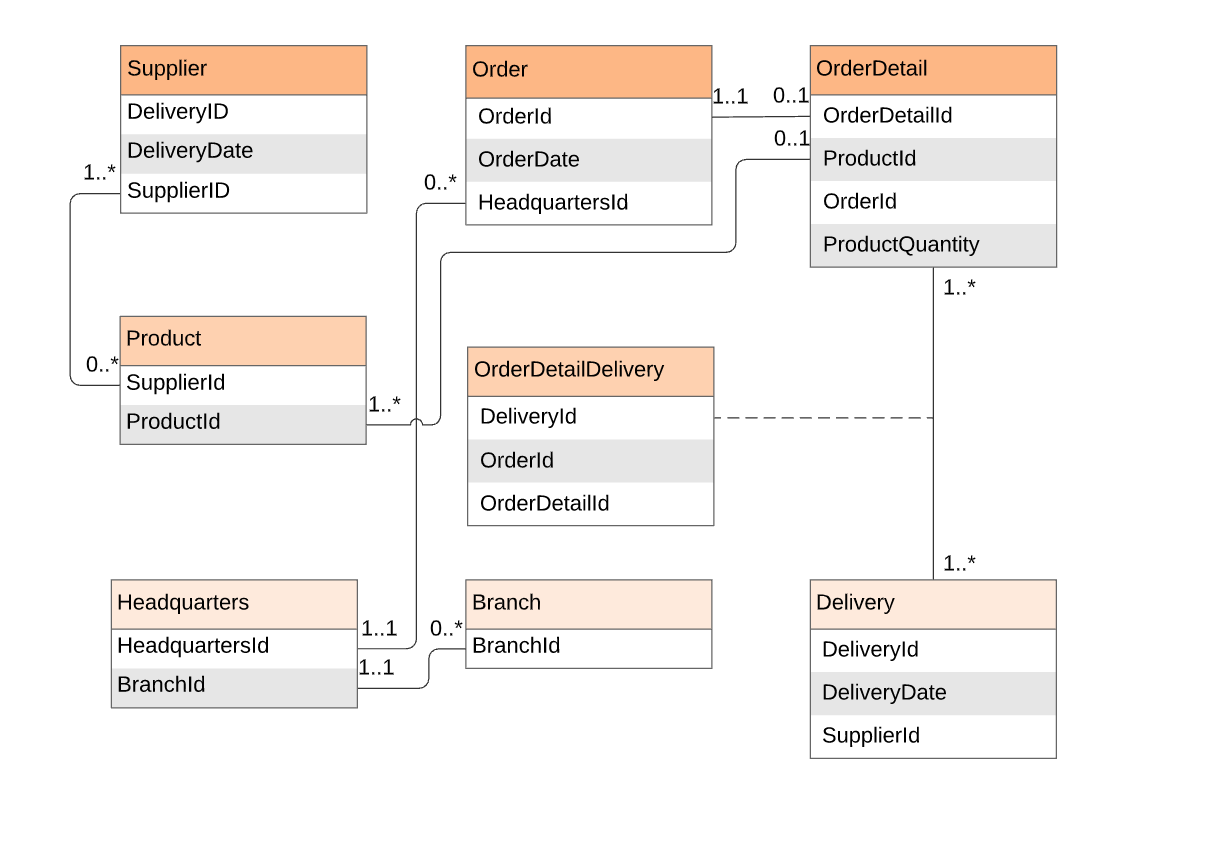 Supplier
DeliveryID
DeliveryDate
SupplierID
1..*
0..*
Order
OrderId
OrderDate
HeadquartersId
1..1
0..1
0..*
OrderDetail
OrderDetailId
ProductId
OrderId
ProductQuantity
0..1
1..*
Product
SupplierId
ProductId
1..*
OrderDetailDelivery
DeliveryId
OrderId
OrderDetailId
Headquarters
HeadquartersId
BranchId
1..1
1..1
0..*
Branch
BranchId
1..*
Delivery
DeliveryId
DeliveryDate
SupplierId